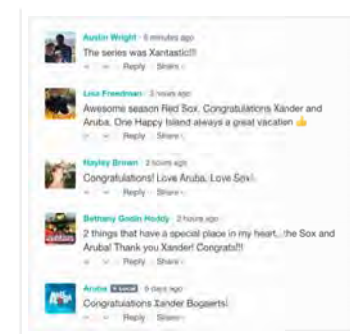 Austin Wright · 6 minutes ago
The series was Xantastic!!!
Reply Share ›
Lisa Freedman · 2 hours ago
Awesome season Red Sox. Congratulations Xander and
Aruba. One Happy Island always a great vacation 👍
Reply Share ›
Hayley Brown · 2 hours ago
Congratulations! Love Aruba. Love Sox!
Reply Share ›
Bethany Hoddy · 2 hours ago
2 things that have a special place in my heart...the Sox and
Aruba! Thank you Xander! Congrats!!!
Reply Share ›
Aruba Local · 6 days ago
Congratulations Xander Bogaerts!
Reply Share ›